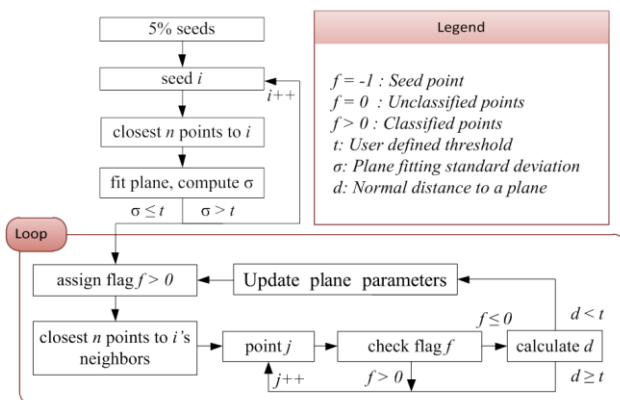 5% seeds
seed i
i++
closest n points to i
fit plane, compute σ
σ ≤ t
σ > t
Legend
f = -1 : Seed point
f = 0 : Unclassified points
f > 0 : Classified points
t: User defined threshold
σ: Plane fitting standard deviation
d: Normal distance to a plane
Loop
assign flag f > 0
Update plane parameters
closest n points to i's
neighbors
point j
check flag f
f ≤ 0
calculate d
d < t
j++
f > 0
d ≥ t